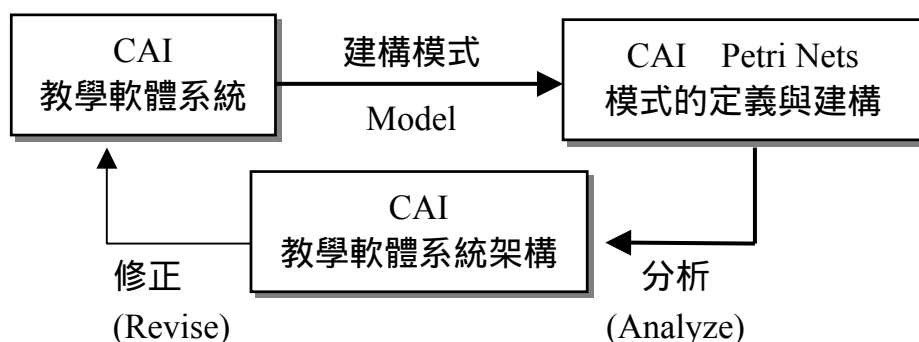 CAI
教學軟體系統
建構模式
Model
CAI Petri Nets
模式的定義與建構
CAI
教學軟體系統架構
修正
(Revise)
分析
(Analyze)